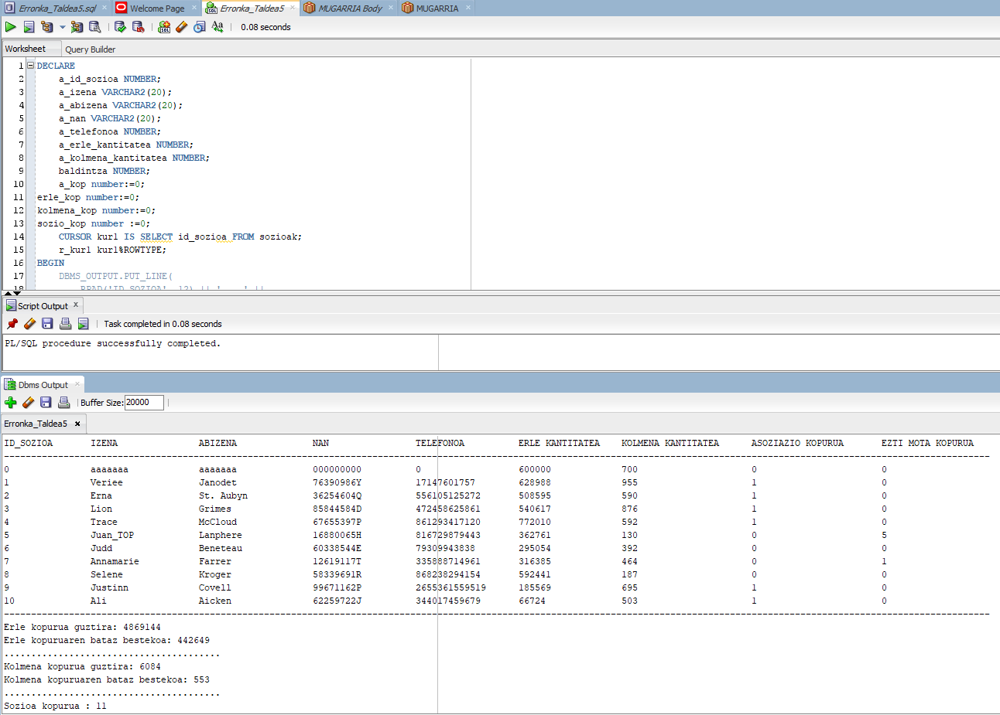 Erronka_Taldea5.sql Welcome Page Erronka_Taldea5 MUGARRIA Body MUGARRIA
0.08 seconds
Worksheet Query Builder
1 DECLARE
2 a_id_sozioa NUMBER;
3 a_izena VARCHAR2(20);
4 a_abizena VARCHAR2(20);
5 a_nan VARCHAR2(20);
6 a_telefonoa NUMBER;
7 a_erle_kantitatea NUMBER;
8 a_kolmena_kantitatea NUMBER;
9 baldintza NUMBER;
10 a_kop number:=0;
11 erle_kop number:=0;
12 kolmena_kop number:=0;
13 sozio_kop number :=0;
14 CURSOR kur1 IS SELECT id_sozioa FROM sozioak;
15 r_kur1 kur1%ROWTYPE;
16 BEGIN
17 DBMS_OUTPUT.PUT_LINE(
18 RPAD('ID_SOZIOA', 12) || ' ' ||
Script Output x
Task completed in 0.08 seconds
PL/SQL procedure successfully completed.
Dbms Output
Buffer Size: 20000
Erronka_Taldea5 x
ID_SOZIOA IZENA ABIZENA NAN TELEFONOA ERLE KANTITATEA KOLMENA KANTITATEA ASOZIAZIO KOPURUA EZTI MOTA KOPURUA
0 aaaaaaa aaaaaaa 000000000 0 600000 700 0 0
1 Veriee Janodet 76390986Y 17147601757 628988 955 1 0
2 Erna St. Aubyn 36254604Q 556105125272 508595 590 1 0
3 Lion Grimes 85844584D 472458625861 540617 876 1 0
4 Trace McCloud 67655397P 861293417120 772010 592 1 0
5 Juan_TOP Lanphere 16880065H 816729879443 362761 130 0 5
6 Judd Beneteau 60338544E 79309943838 295054 392 0 0
7 Annamarie Farrer 12619117T 335888714961 316385 464 0 1
8 Selene Kroger 58339691R 868238294154 592441 187 0 0
9 Justinn Covell 99671162P 2655361559519 185569 695 1 0
10 Ali Aicken 62259722J 344017459679 66724 503 1 0
Erle kopurua guztira: 4869144
Erle kopuruaren bataz bestekoa: 442649
........................................
Kolmena kopurua guztira: 6084
Kolmena kopuruaren bataz bestekoa: 553
........................................
Sozioa kopurua : 11